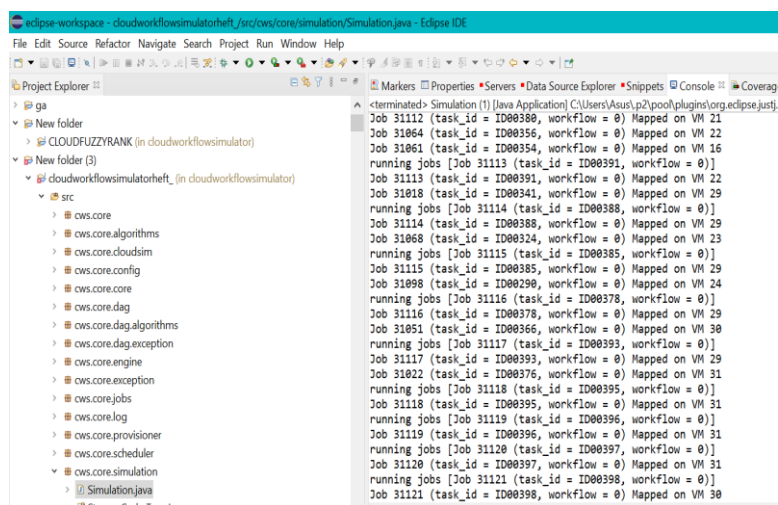 eclipse-workspace - cloudworkflowsimulatorheft_/src/cws/core/simulation/Simulation.java - Eclipse IDE
File Edit Source Refactor Navigate Search Project Run Window Help
Project Explorer
> ga
New folder
> CLOUDFUZZYRANK (in cloudworkflowsimulator)
New folder (3)
cloudworkflowsimulatorheft_ (in cloudworkflowsimulator)
src
> cws.core
> cws.core.algorithms
> cws.core.cloudsim
> cws.core.config
> cws.core.core
> cws.core.dag
> cws.core.dag.algorithms
> cws.core.dag.exception
> cws.core.engine
> cws.core.exception
> cws.core.jobs
> cws.core.log
> cws.core.provisioner
> cws.core.scheduler
cws.core.simulation
> Simulation.java
Markers Properties Servers Data Source Explorer Snippets Console Coverag
<terminated> Simulation (1) [Java Application] C:\Users\Asus\.p2\pool\plugins\org.eclipse.justj.
Job 31112 (task_id = ID00380, workflow = 0) Mapped on VM 21
Job 31064 (task_id = ID00356, workflow = 0) Mapped on VM 22
Job 31061 (task_id = ID00354, workflow = 0) Mapped on VM 16
running jobs [Job 31113 (task_id = ID00391, workflow = 0)]
Job 31113 (task_id = ID00391, workflow = 0) Mapped on VM 22
Job 31018 (task_id = ID00341, workflow = 0) Mapped on VM 29
running jobs [Job 31114 (task_id = ID00388, workflow = 0)]
Job 31114 (task_id = ID00388, workflow = 0) Mapped on VM 29
Job 31068 (task_id = ID00324, workflow = 0) Mapped on VM 23
running jobs [Job 31115 (task_id = ID00385, workflow = 0)]
Job 31115 (task_id = ID00385, workflow = 0) Mapped on VM 29
Job 31098 (task_id = ID00290, workflow = 0) Mapped on VM 24
running jobs [Job 31116 (task_id = ID00378, workflow = 0)]
Job 31116 (task_id = ID00378, workflow = 0) Mapped on VM 29
Job 31051 (task_id = ID00366, workflow = 0) Mapped on VM 30
running jobs [Job 31117 (task_id = ID00393, workflow = 0)]
Job 31117 (task_id = ID00393, workflow = 0) Mapped on VM 29
Job 31022 (task_id = ID00376, workflow = 0) Mapped on VM 31
running jobs [Job 31118 (task_id = ID00395, workflow = 0)]
Job 31118 (task_id = ID00395, workflow = 0) Mapped on VM 31
running jobs [Job 31119 (task_id = ID00396, workflow = 0)]
Job 31119 (task_id = ID00396, workflow = 0) Mapped on VM 31
running jobs [Job 31120 (task_id = ID00397, workflow = 0)]
Job 31120 (task_id = ID00397, workflow = 0) Mapped on VM 31
running jobs [Job 31121 (task_id = ID00398, workflow = 0)]
Job 31121 (task_id = ID00398, workflow = 0) Mapped on VM 30